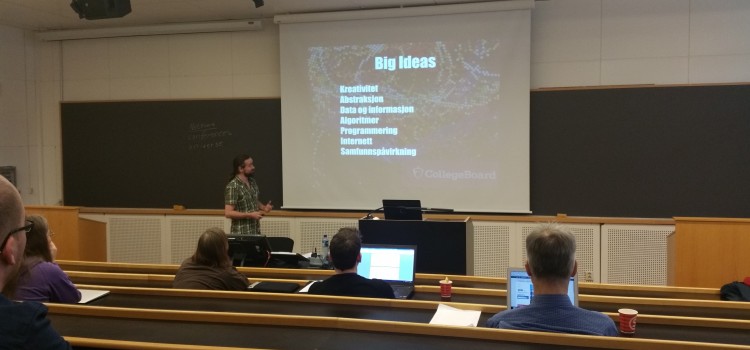 Big Ideas
Kreativitet
Abstraksjon
Data og informasjon
Algoritmer
Programmering
Internett
Samfunnspåvirkning
CollegeBoard